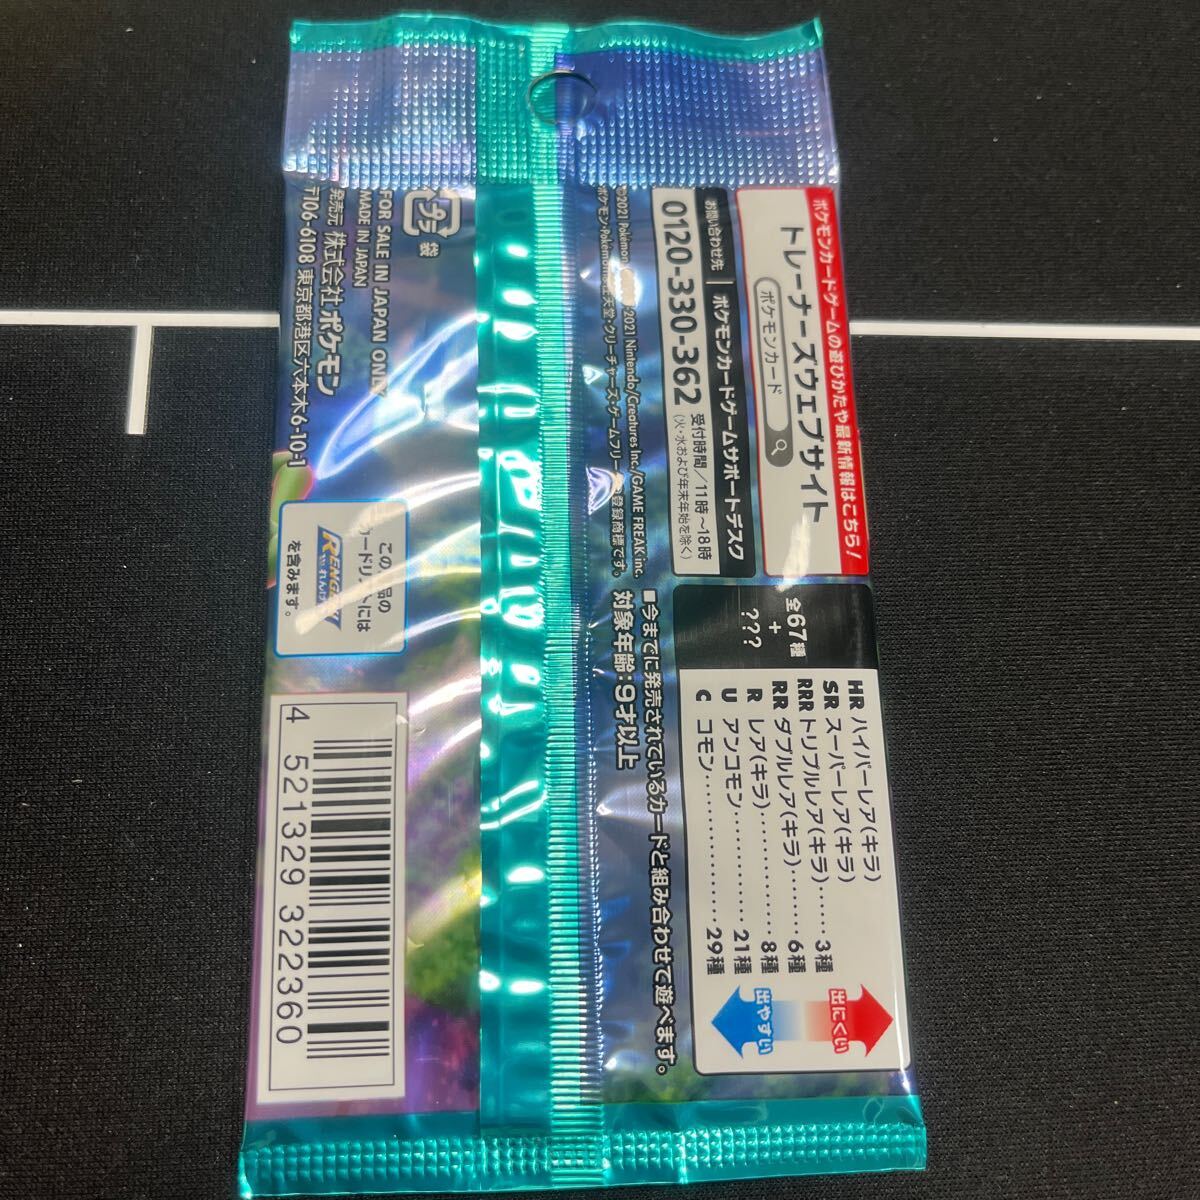 ポケモンカードゲームの遊びかたや最新情報はこちら!
トレーナーズウェブサイト
ポケモンカード
お問い合わせ先
ポケモンカードゲームサポートデスク
0120-330-362
受付時間/11時~18時
(火・水および年末年始を除く)
©2021 Pokémon 2021 Nintendo/Creatures Inc./GAME FREAK inc.
ポケモン・Pokémonは任天堂・クリーチャーズ・ゲームフリークの登録商標です。
全67種
+
???
HR ハイパーレア(キラ)
SR スーパーレア(キラ)
RRR トリプルレア(キラ)……3種
RR ダブルレア(キラ)……6種
R レア(キラ)…………8種
U アンコモン…………21種
C コモン………………29種
出にくい
出やすい
■今までに発売されているカードと組み合わせて遊べます。
対象年齢:9才以上
プラ
袋
FOR SALE IN JAPAN ONLY
MADE IN JAPAN
発売元 株式会社ポケモン
〒106-6108 東京都港区六本木6-10-1
この 品の
カードリストには
RENGEKI
れんげき
を含みます。
4 521329 322360